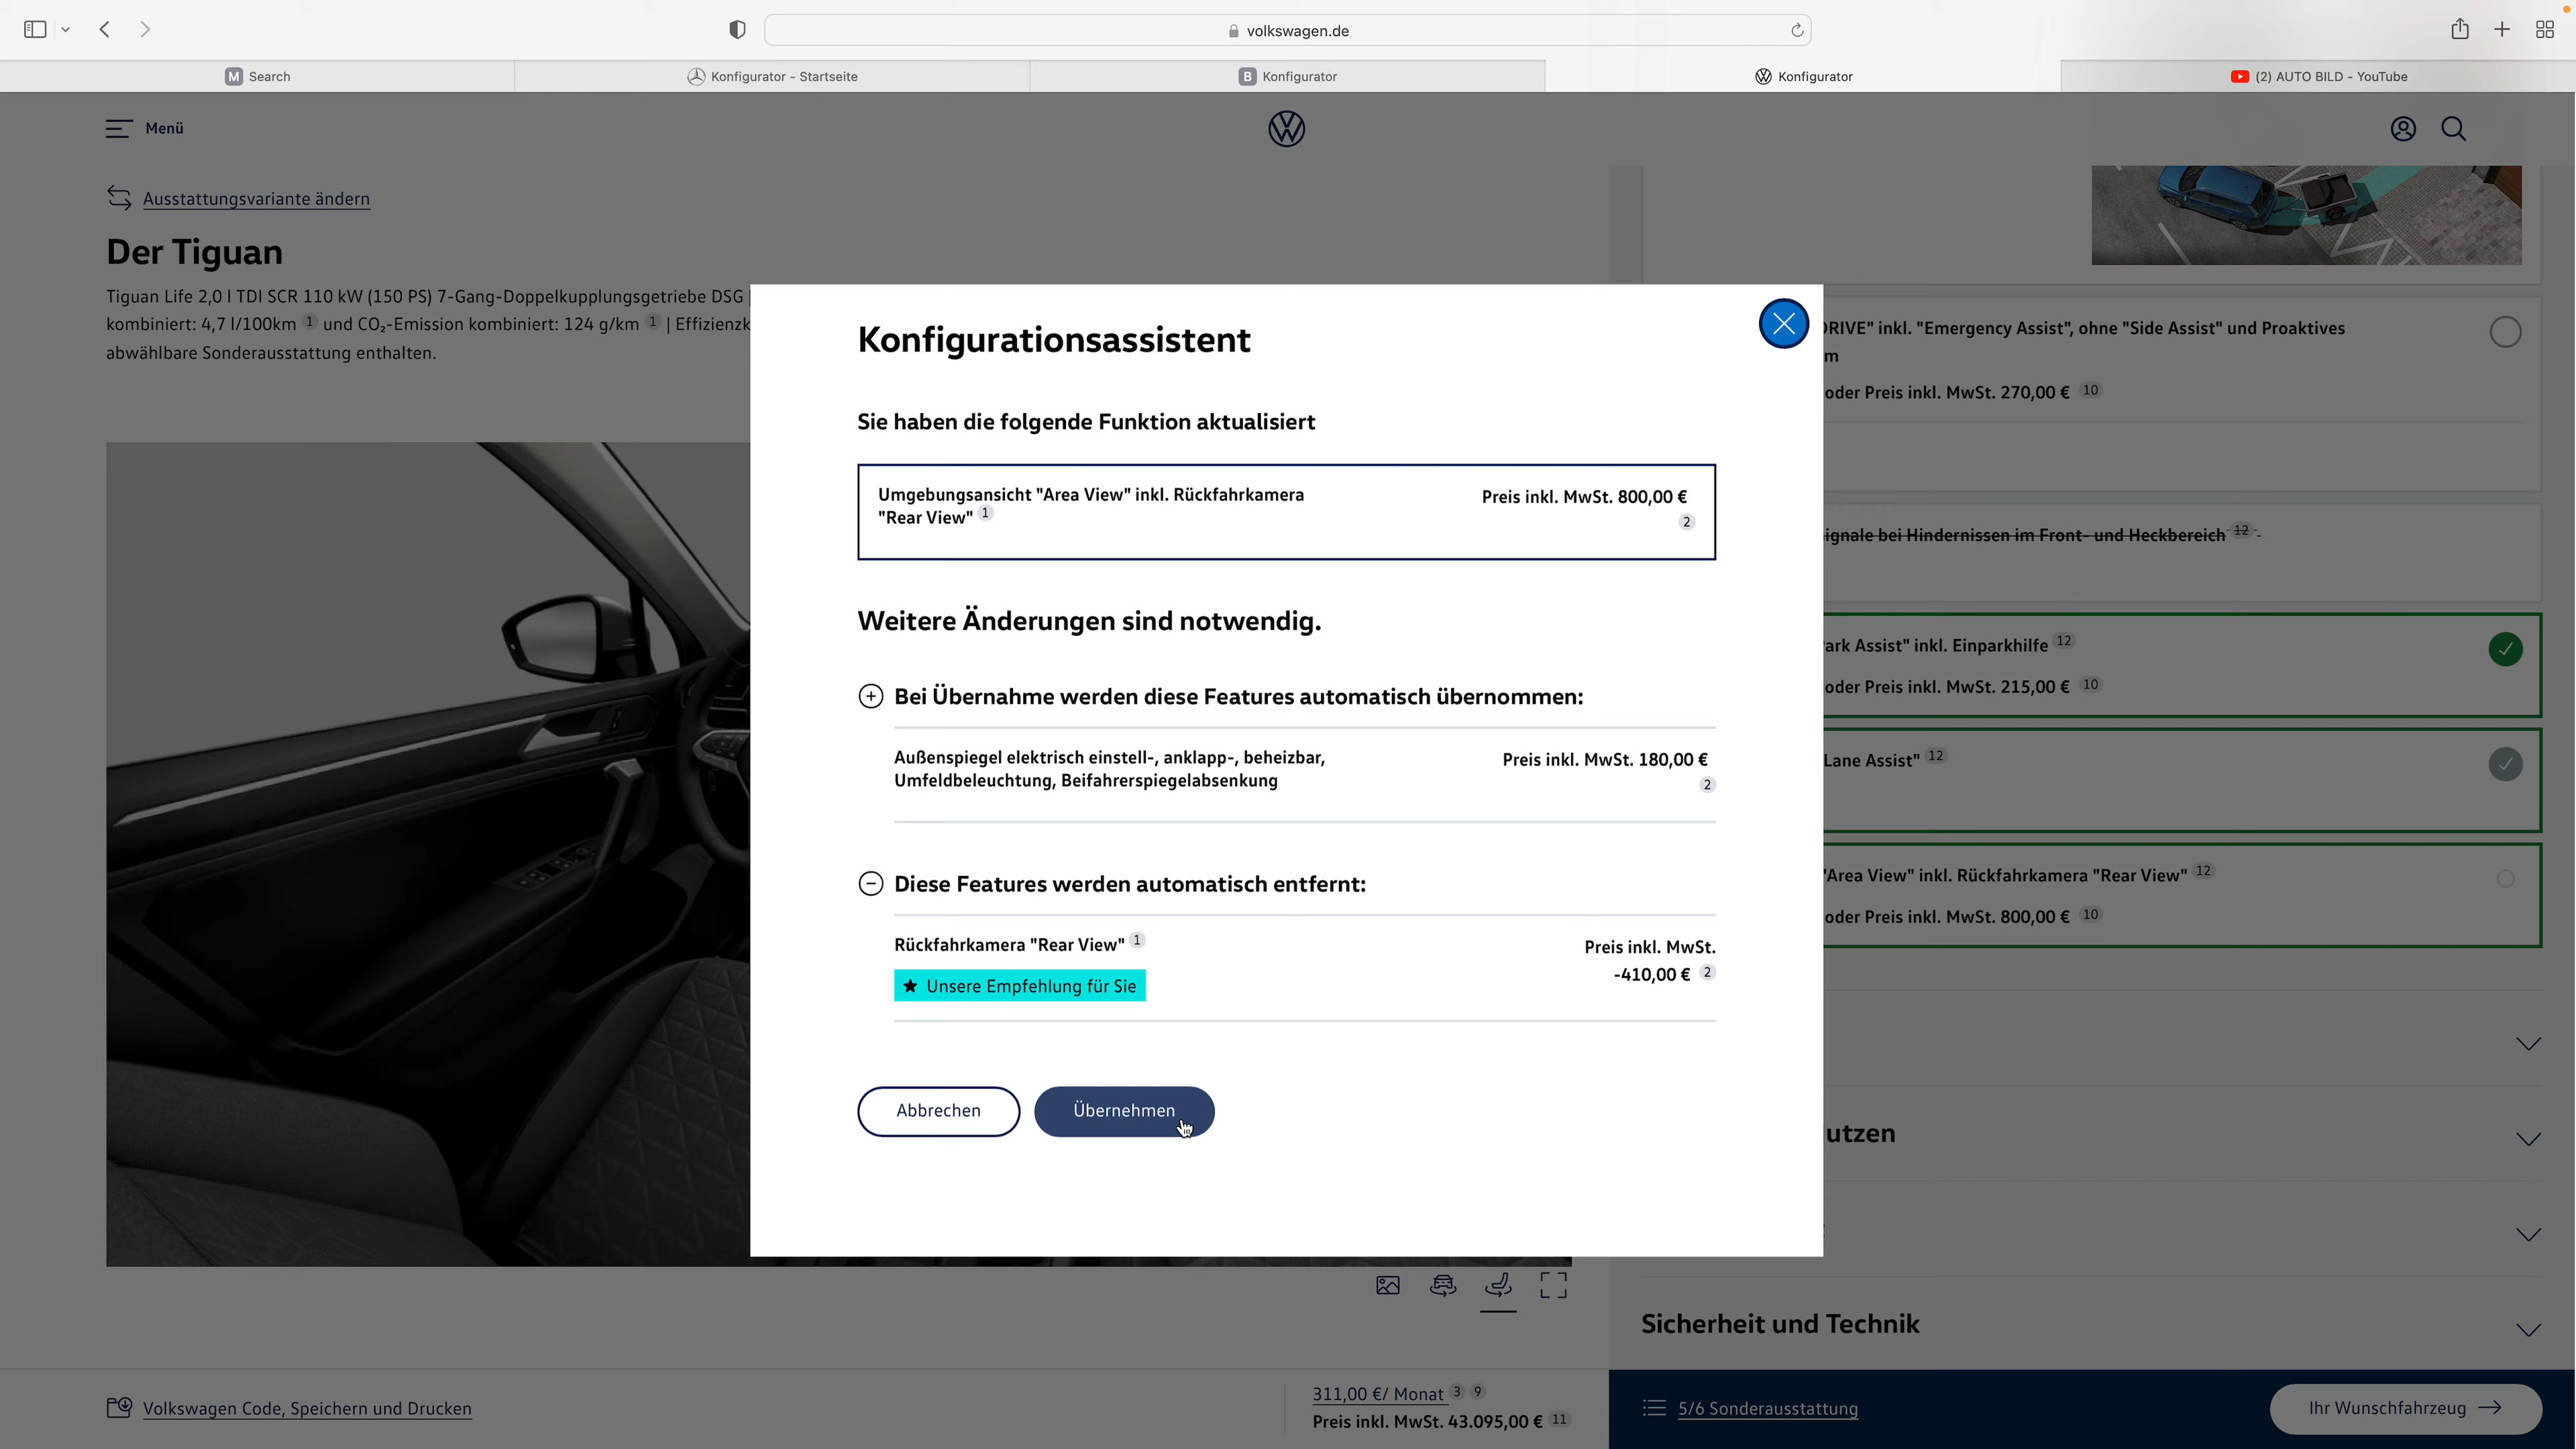 volkswagen.de
M Search
Konfigurator - Startseite
B Konfigurator
Konfigurator
(2) AUTO BILD - YouTube
Menü
Ausstattungsvariante ändern
Der Tiguan
Tiguan Life 2,0 l TDI SCR 110 kW (150 PS) 7-Gang-Doppelkupplungsgetriebe DSG |
kombiniert: 4,7 l/100km 1 und CO₂-Emission kombiniert: 124 g/km 1 | Effizienzk
abwählbare Sonderausstattung enthalten.
Konfigurationsassistent
Sie haben die folgende Funktion aktualisiert
Umgebungsansicht "Area View" inkl. Rückfahrkamera
"Rear View" 1
Preis inkl. MwSt. 800,00 €
2
Weitere Änderungen sind notwendig.
Bei Übernahme werden diese Features automatisch übernommen:
Außenspiegel elektrisch einstell-, anklapp-, beheizbar,
Umfeldbeleuchtung, Beifahrerspiegelabsenkung
Preis inkl. MwSt. 180,00 €
2
Diese Features werden automatisch entfernt:
Rückfahrkamera "Rear View" 1
★ Unsere Empfehlung für Sie
Preis inkl. MwSt.
-410,00 € 2
Abbrechen
Übernehmen
DRIVE" inkl. "Emergency Assist", ohne "Side Assist" und Proaktives
m
oder Preis inkl. MwSt. 270,00 € 10
ignale bei Hindernissen im Front- und Heckbereich 12
ark Assist" inkl. Einparkhilfe 12
oder Preis inkl. MwSt. 215,00 € 10
Lane Assist" 12
"Area View" inkl. Rückfahrkamera "Rear View" 12
oder Preis inkl. MwSt. 800,00 € 10
utzen
Sicherheit und Technik
Volkswagen Code, Speichern und Drucken
311,00 €/ Monat 3 9
Preis inkl. MwSt. 43.095,00 € 11
5/6 Sonderausstattung
Ihr Wunschfahrzeug →